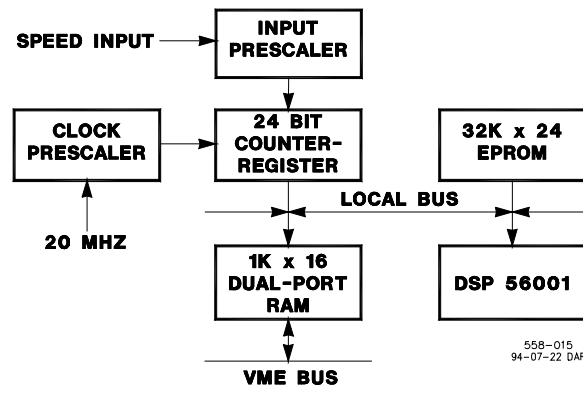 SPEED INPUT
INPUT
PRESCALER
CLOCK
PRESCALER
24 BIT
COUNTER-
REGISTER
32K x 24
EPROM
LOCAL BUS
20 MHZ
1K x 16
DUAL-PORT
RAM
DSP 56001
558-015
94-07-22 DAF
VME BUS